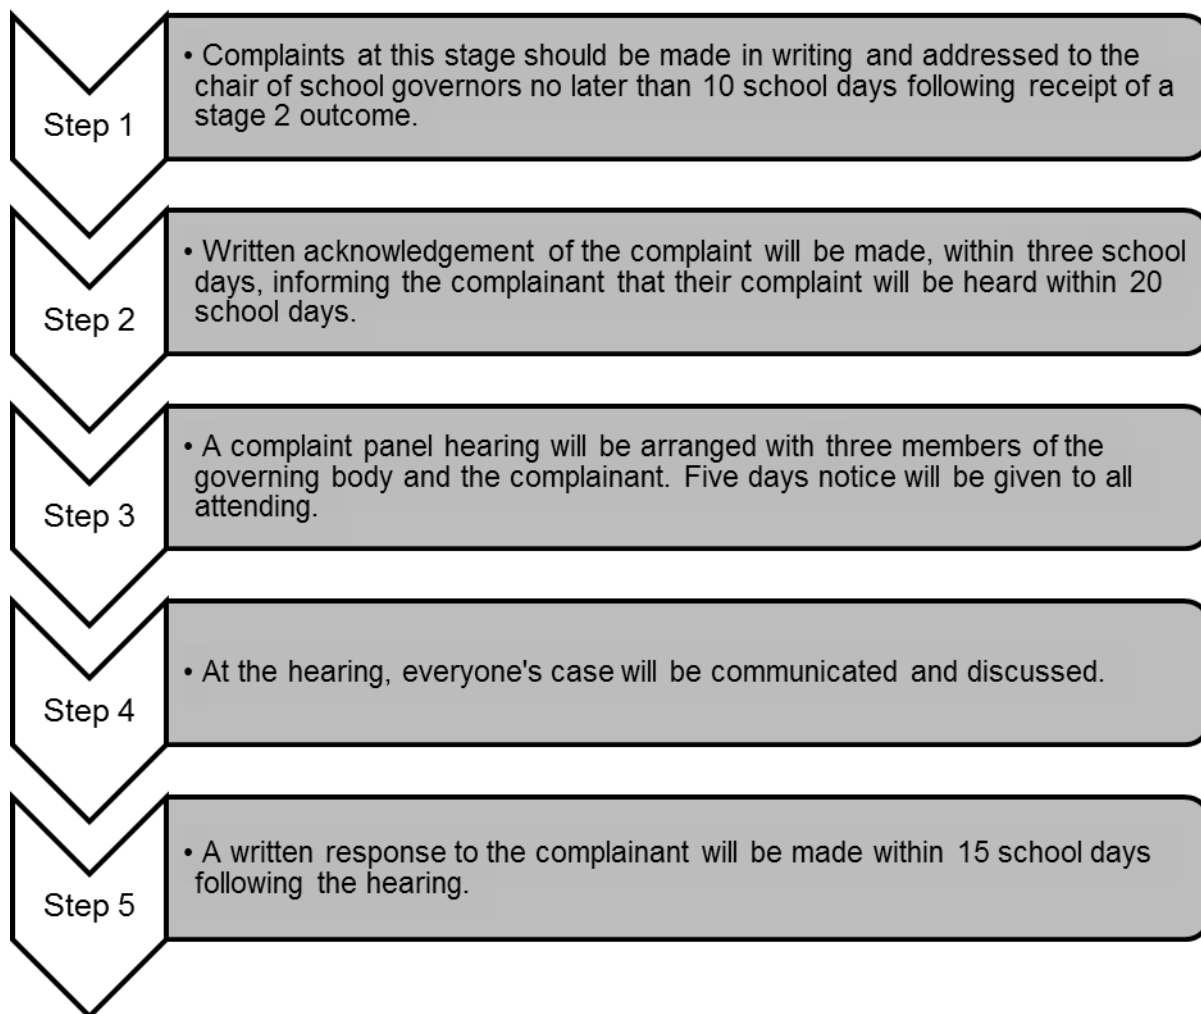 Step 1
• Complaints at this stage should be made in writing and addressed to the
chair of school governors no later than 10 school days following receipt of a
stage 2 outcome.
Step 2
• Written acknowledgement of the complaint will be made, within three school
days, informing the complainant that their complaint will be heard within 20
school days.
Step 3
• A complaint panel hearing will be arranged with three members of the
governing body and the complainant. Five days notice will be given to all
attending.
Step 4
• At the hearing, everyone's case will be communicated and discussed.
Step 5
• A written response to the complainant will be made within 15 school days
following the hearing.